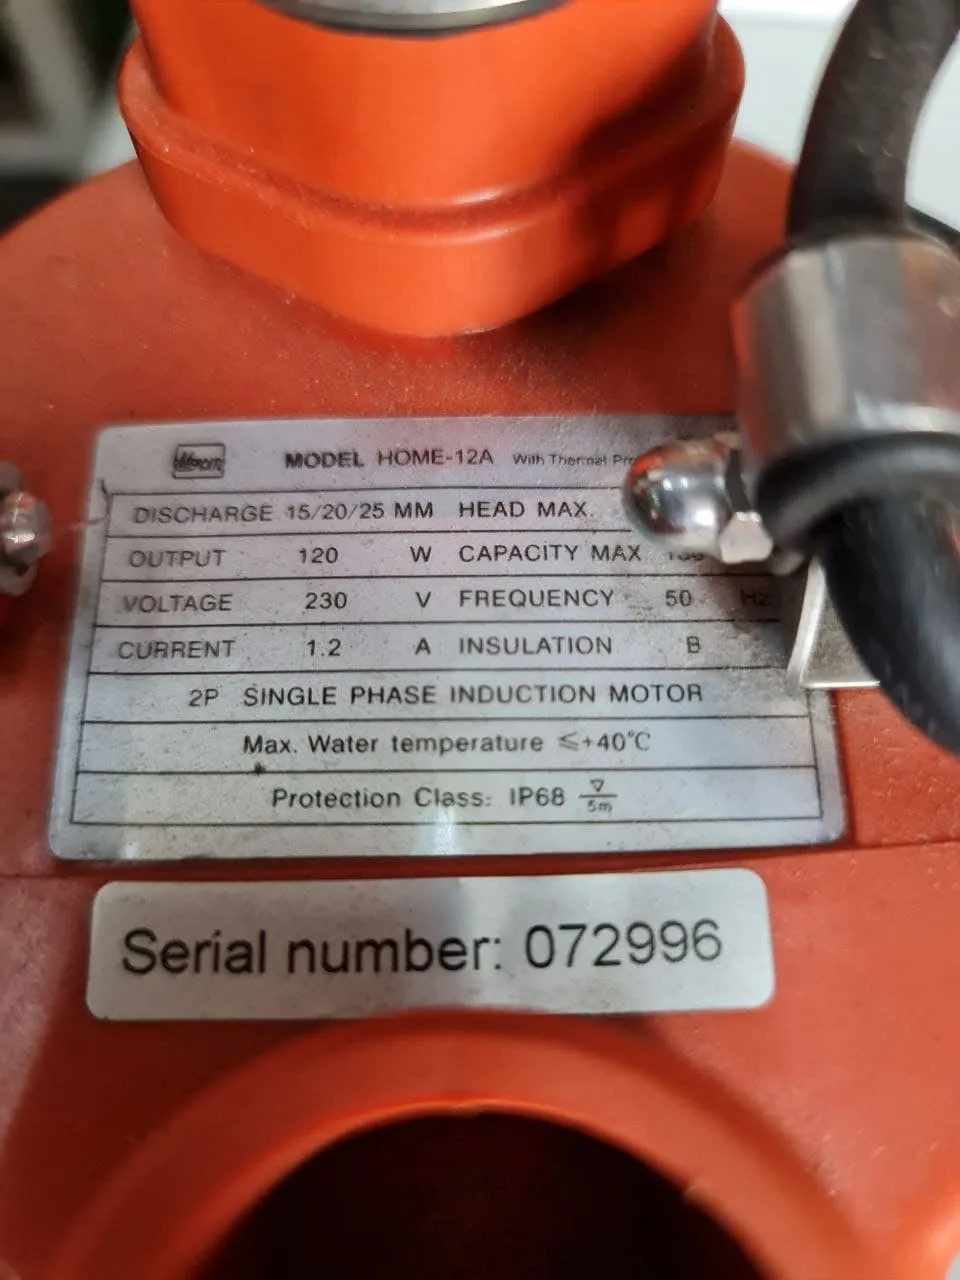 MODEL HOME-12A With Thermal
DISCHARGE 15/20/25 MM HEAD MAX.
OUTPUT 120 W CAPACITY MAX
VOLTAGE 230 V FREQUENCY 50 Hz
CURRENT 1.2 A INSULATION B
2P SINGLE PHASE INDUCTION MOTOR
Max. Water temperature ≤+40°C
Protection Class: IP68 ▽ 5m
Serial number: 072996